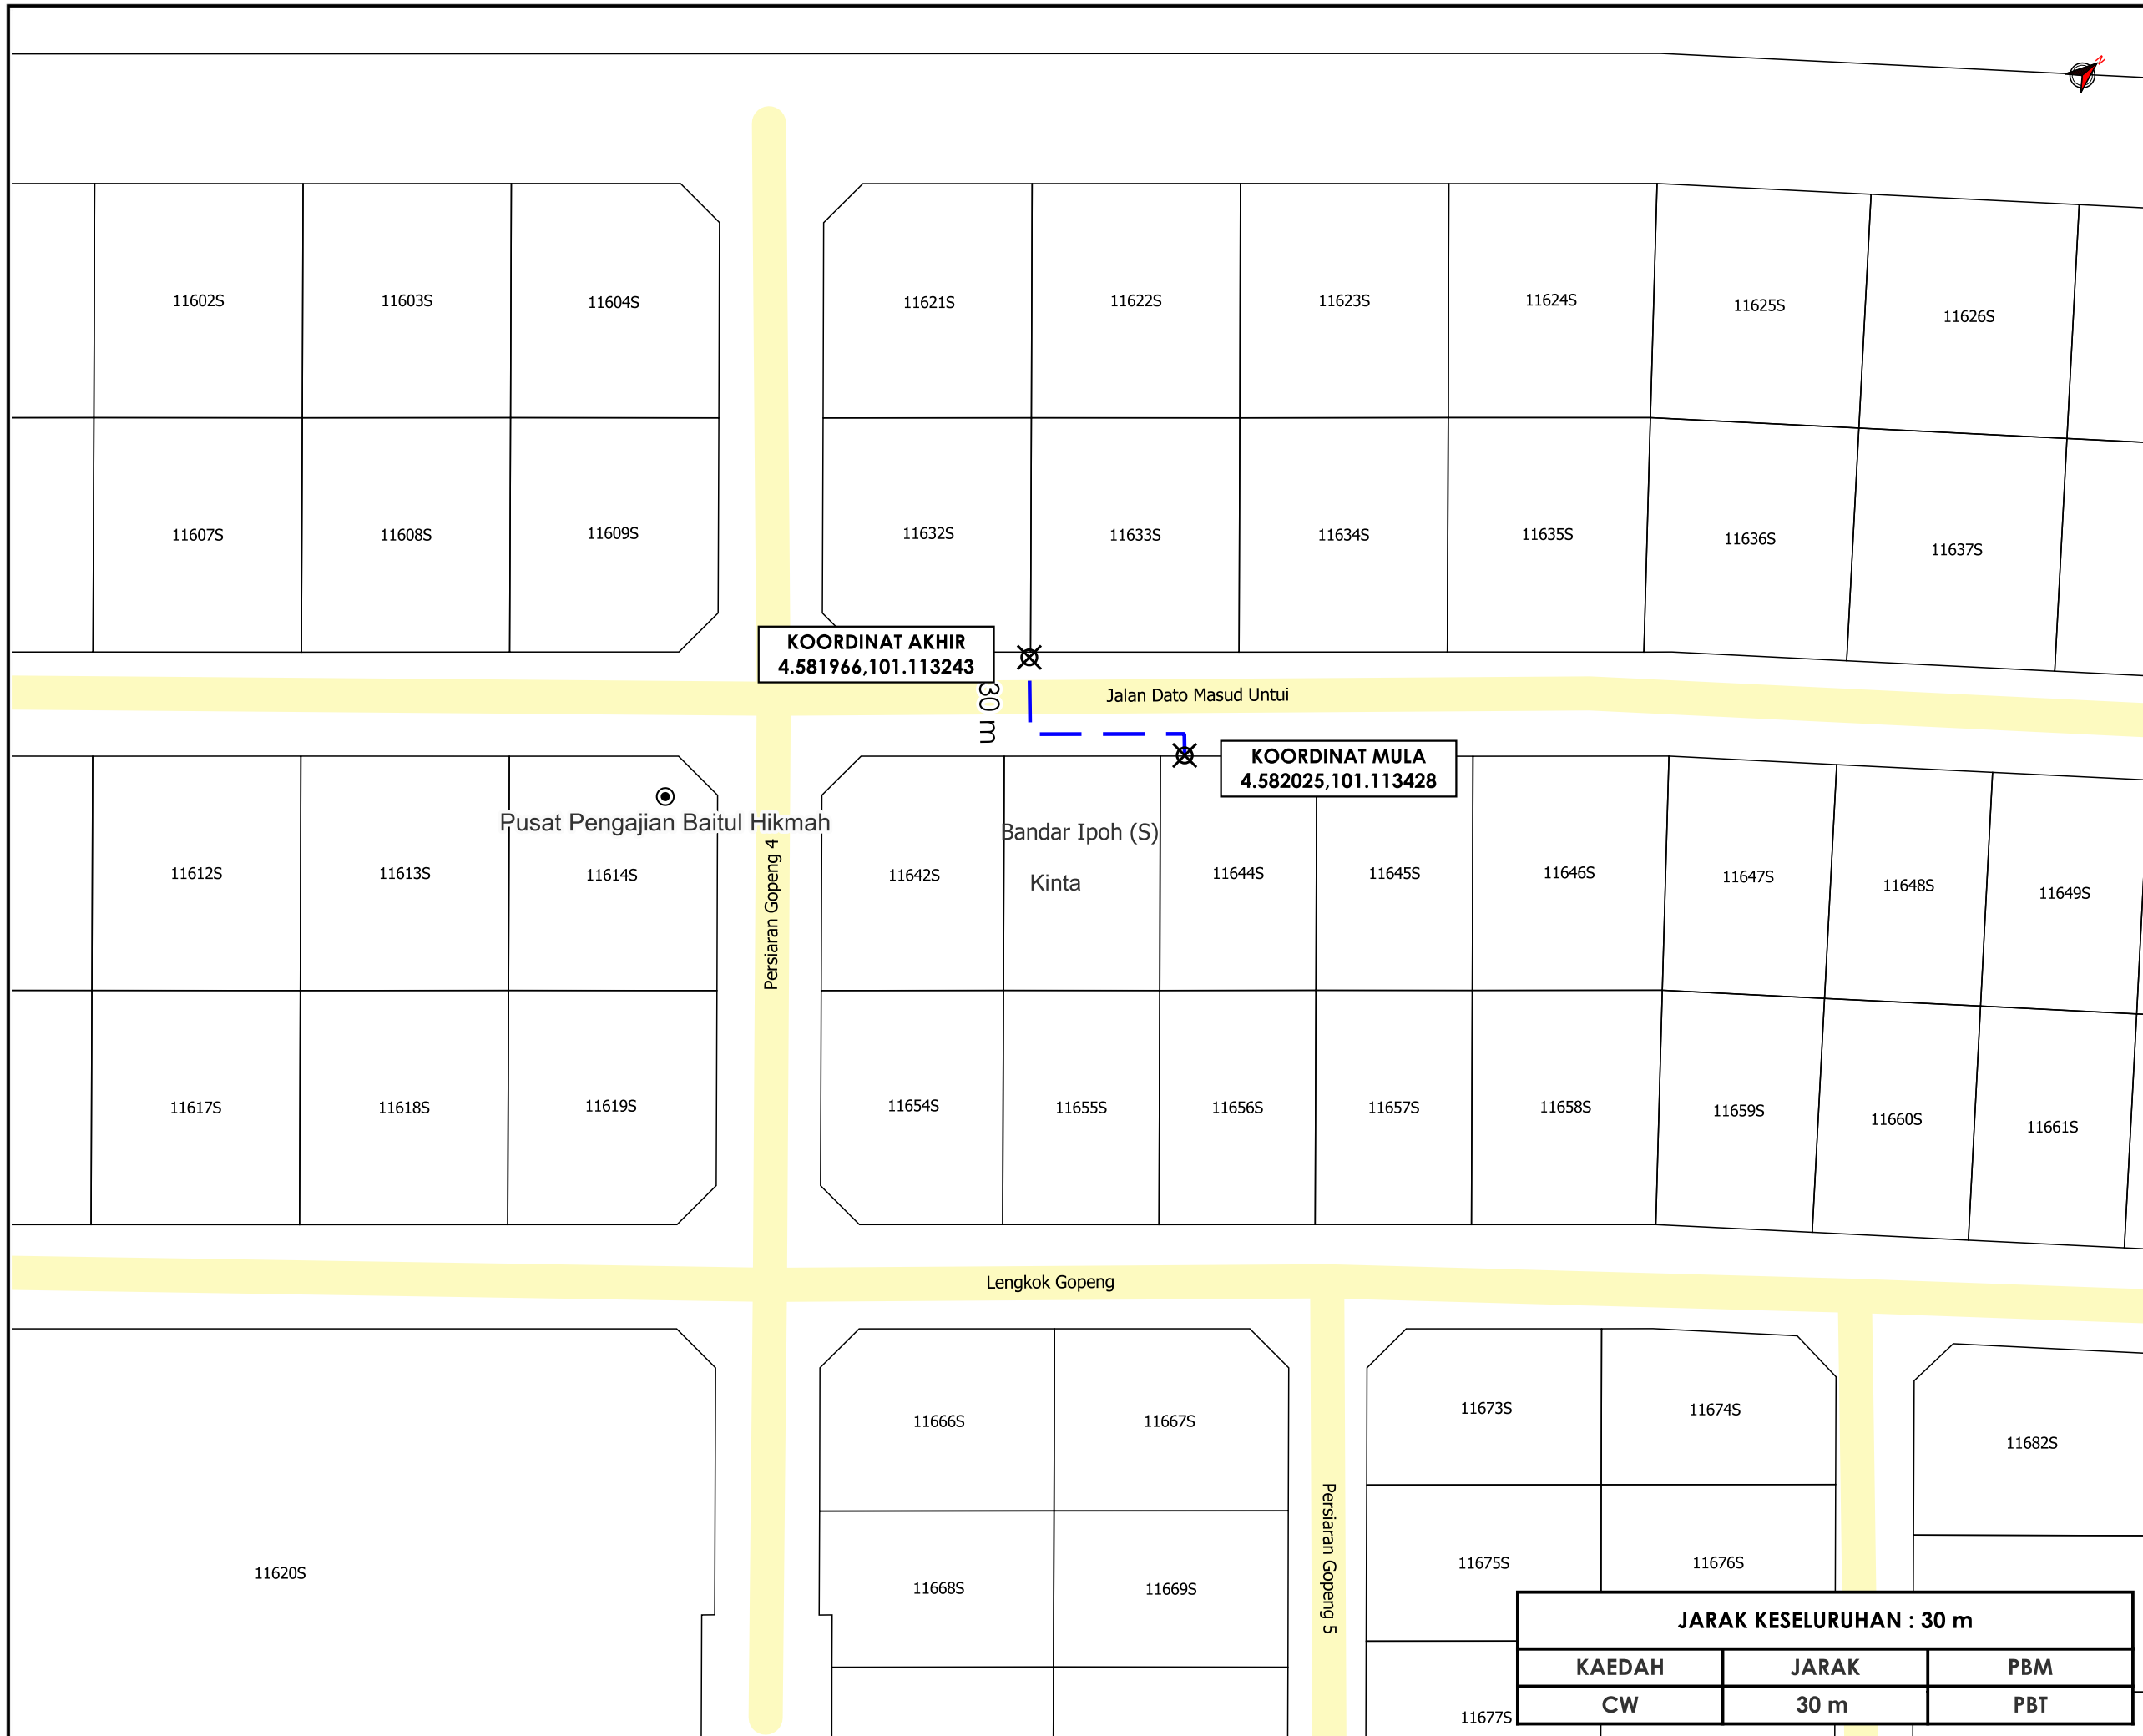 N
11602S
11603S
11604S
11621S
11622S
11623S
11624S
11625S
11626S
11607S
11608S
11609S
11632S
11633S
11634S
11635S
11636S
11637S
KOORDINAT AKHIR
4.581966,101.113243
30 m
Jalan Dato Masud Untui
KOORDINAT MULA
4.582025,101.113428
Pusat Pengajian Baitul Hikmah
Persiaran Gopeng 4
Bandar Ipoh (S)
Kinta
11612S
11613S
11614S
11642S
11644S
11645S
11646S
11647S
11648S
11649S
11617S
11618S
11619S
11654S
11655S
11656S
11657S
11658S
11659S
11660S
11661S
Lengkok Gopeng
11666S
11667S
11673S
11674S
11682S
Persiaran Gopeng 5
11620S
11668S
11669S
11675S
11676S
11677S
JARAK KESELURUHAN : 30 m
KAEDAH JARAK PBM
CW 30 m PBT